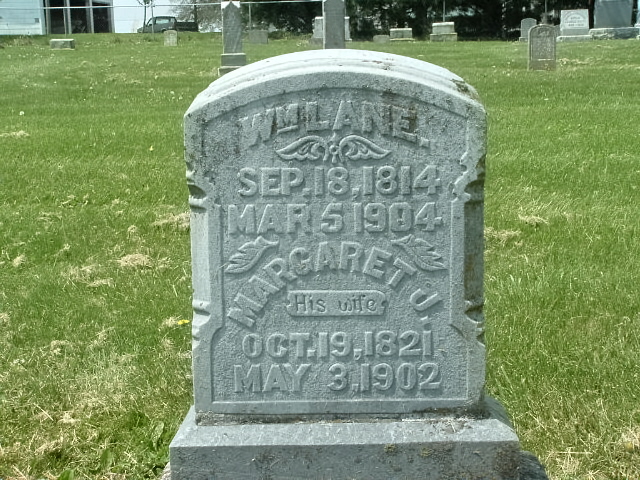 Wm LANE.
SEP. 18, 1814
MAR 5 1904
MARGARET J.
His wife
OCT. 19, 1821
MAY 3, 1902